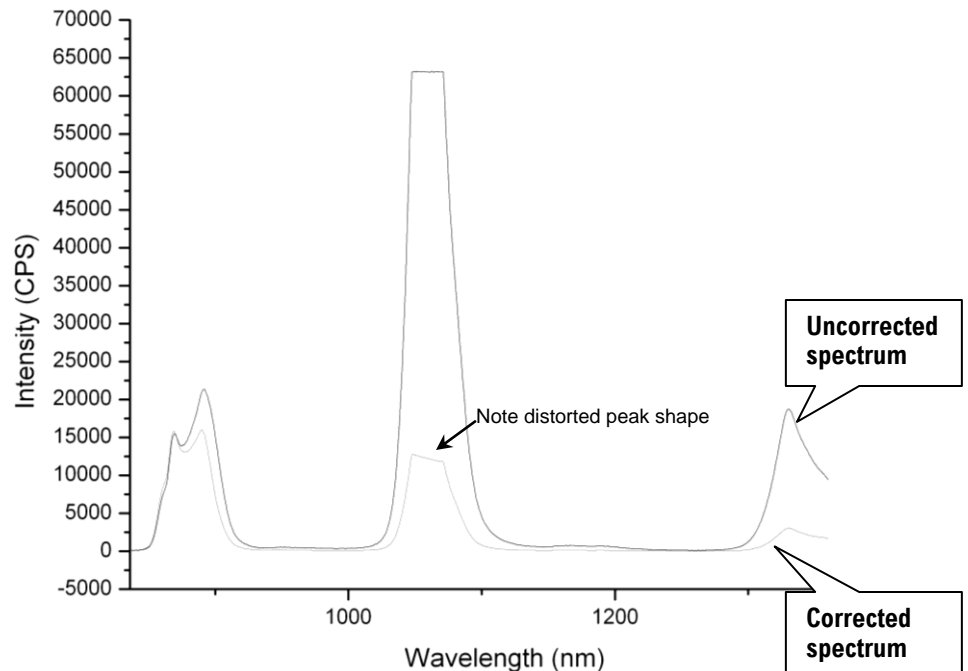 70000
65000
60000
55000
50000
45000
40000
35000
30000
25000
20000
15000
10000
5000
0
-5000
Intensity (CPS)
Note distorted peak shape
Uncorrected
spectrum
Corrected
spectrum
1000
1200
Wavelength (nm)